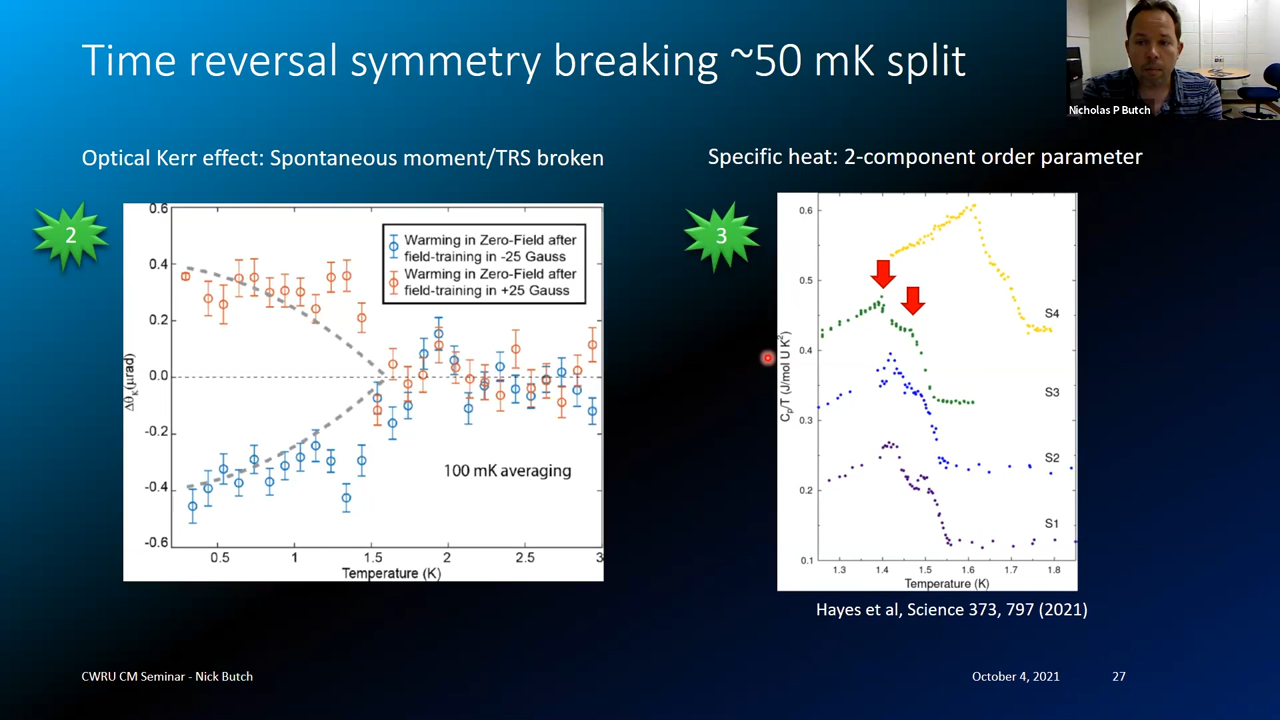 Time reversal symmetry breaking ~50 mK split
Nicholas P Butch
Optical Kerr effect: Spontaneous moment/TRS broken
Specific heat: 2-component order parameter
2
3
0.6
0.4
0.2
0.0
-0.2
-0.4
-0.6
ΔθK(μrad)
Warming in Zero-Field after
field-training in -25 Gauss
Warming in Zero-Field after
field-training in +25 Gauss
100 mK averaging
0.5 1 1.5 2 2.5 3
Temperature (K)
0.6
0.5
0.4
0.3
0.2
0.1
Cp/T (J/mol U K²)
S4
S3
S2
S1
1.3 1.4 1.5 1.6 1.7 1.8
Temperature (K)
Hayes et al, Science 373, 797 (2021)
CWRU CM Seminar - Nick Butch
October 4, 2021
27